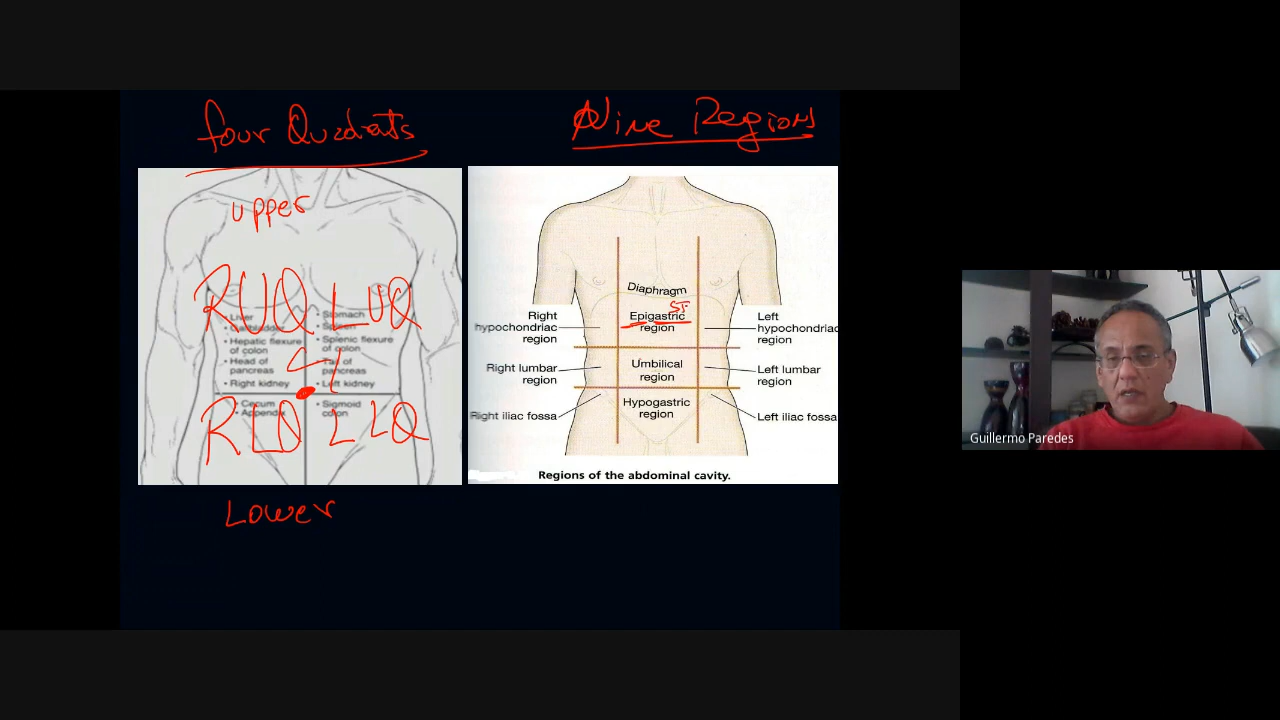 four Quadrats
Nine Regions
upper
RUQ LUQ
• Liver
• Gallbladder
• Hepatic flexure
of colon
• Head of
pancreas
• Right kidney
• Stomach
• Spleen
• Splenic flexure
of colon
• Tail of
pancreas
• Left kidney
• Cecum
• Appendix
• Sigmoid
colon
RLQ LLQ
Lower
Diaphragm
ST
Epigastric
region
Right
hypochondriac
region
Left
hypochondriac
region
Right lumbar
region
Umbilical
region
Left lumbar
region
Right iliac fossa
Hypogastric
region
Left iliac fossa
Regions of the abdominal cavity.
Guillermo Paredes